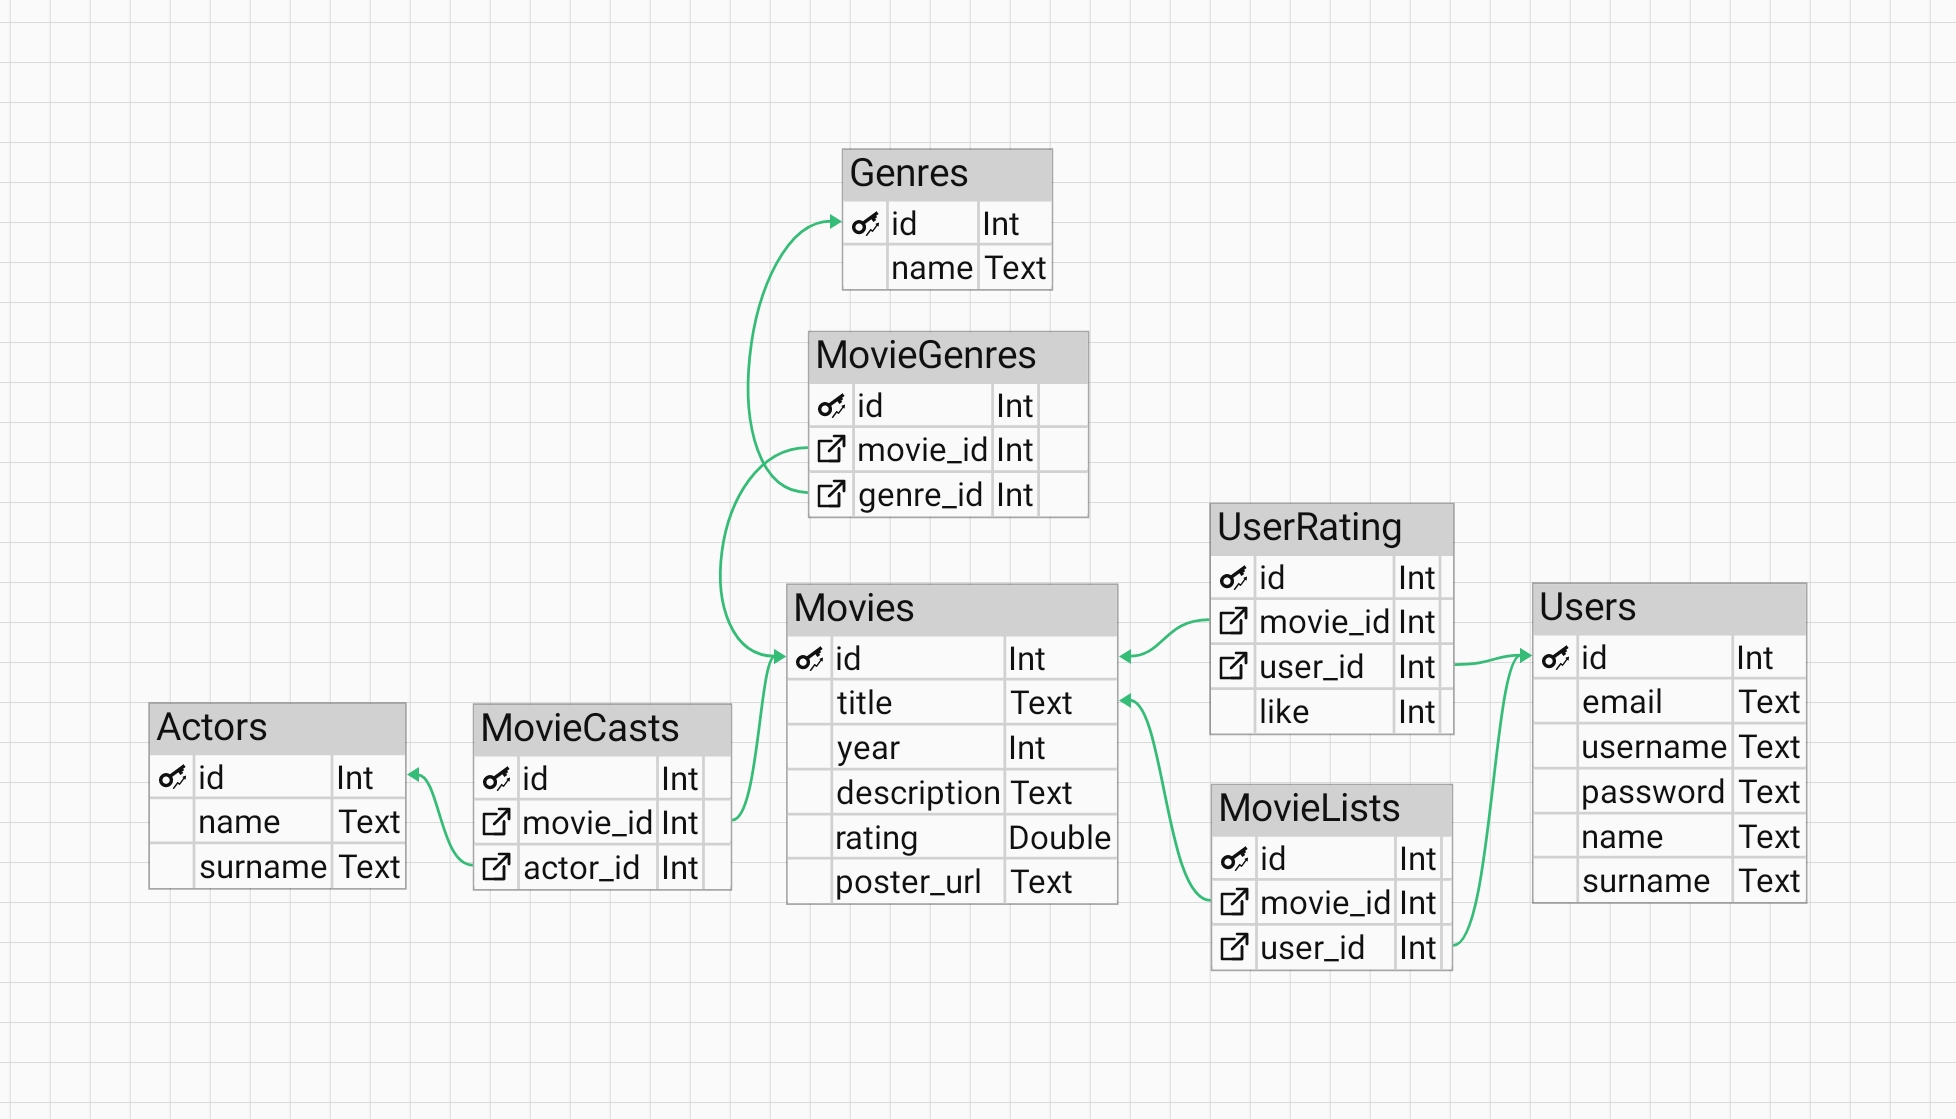 Genres
id Int
name Text
MovieGenres
id Int
movie_id Int
genre_id Int
UserRating
id Int
movie_id Int
user_id Int
like Int
Users
id Int
email Text
username Text
password Text
name Text
surname Text
Movies
id Int
title Text
year Int
description Text
rating Double
poster_url Text
Actors
id Int
name Text
surname Text
MovieCasts
id Int
movie_id Int
actor_id Int
MovieLists
id Int
movie_id Int
user_id Int